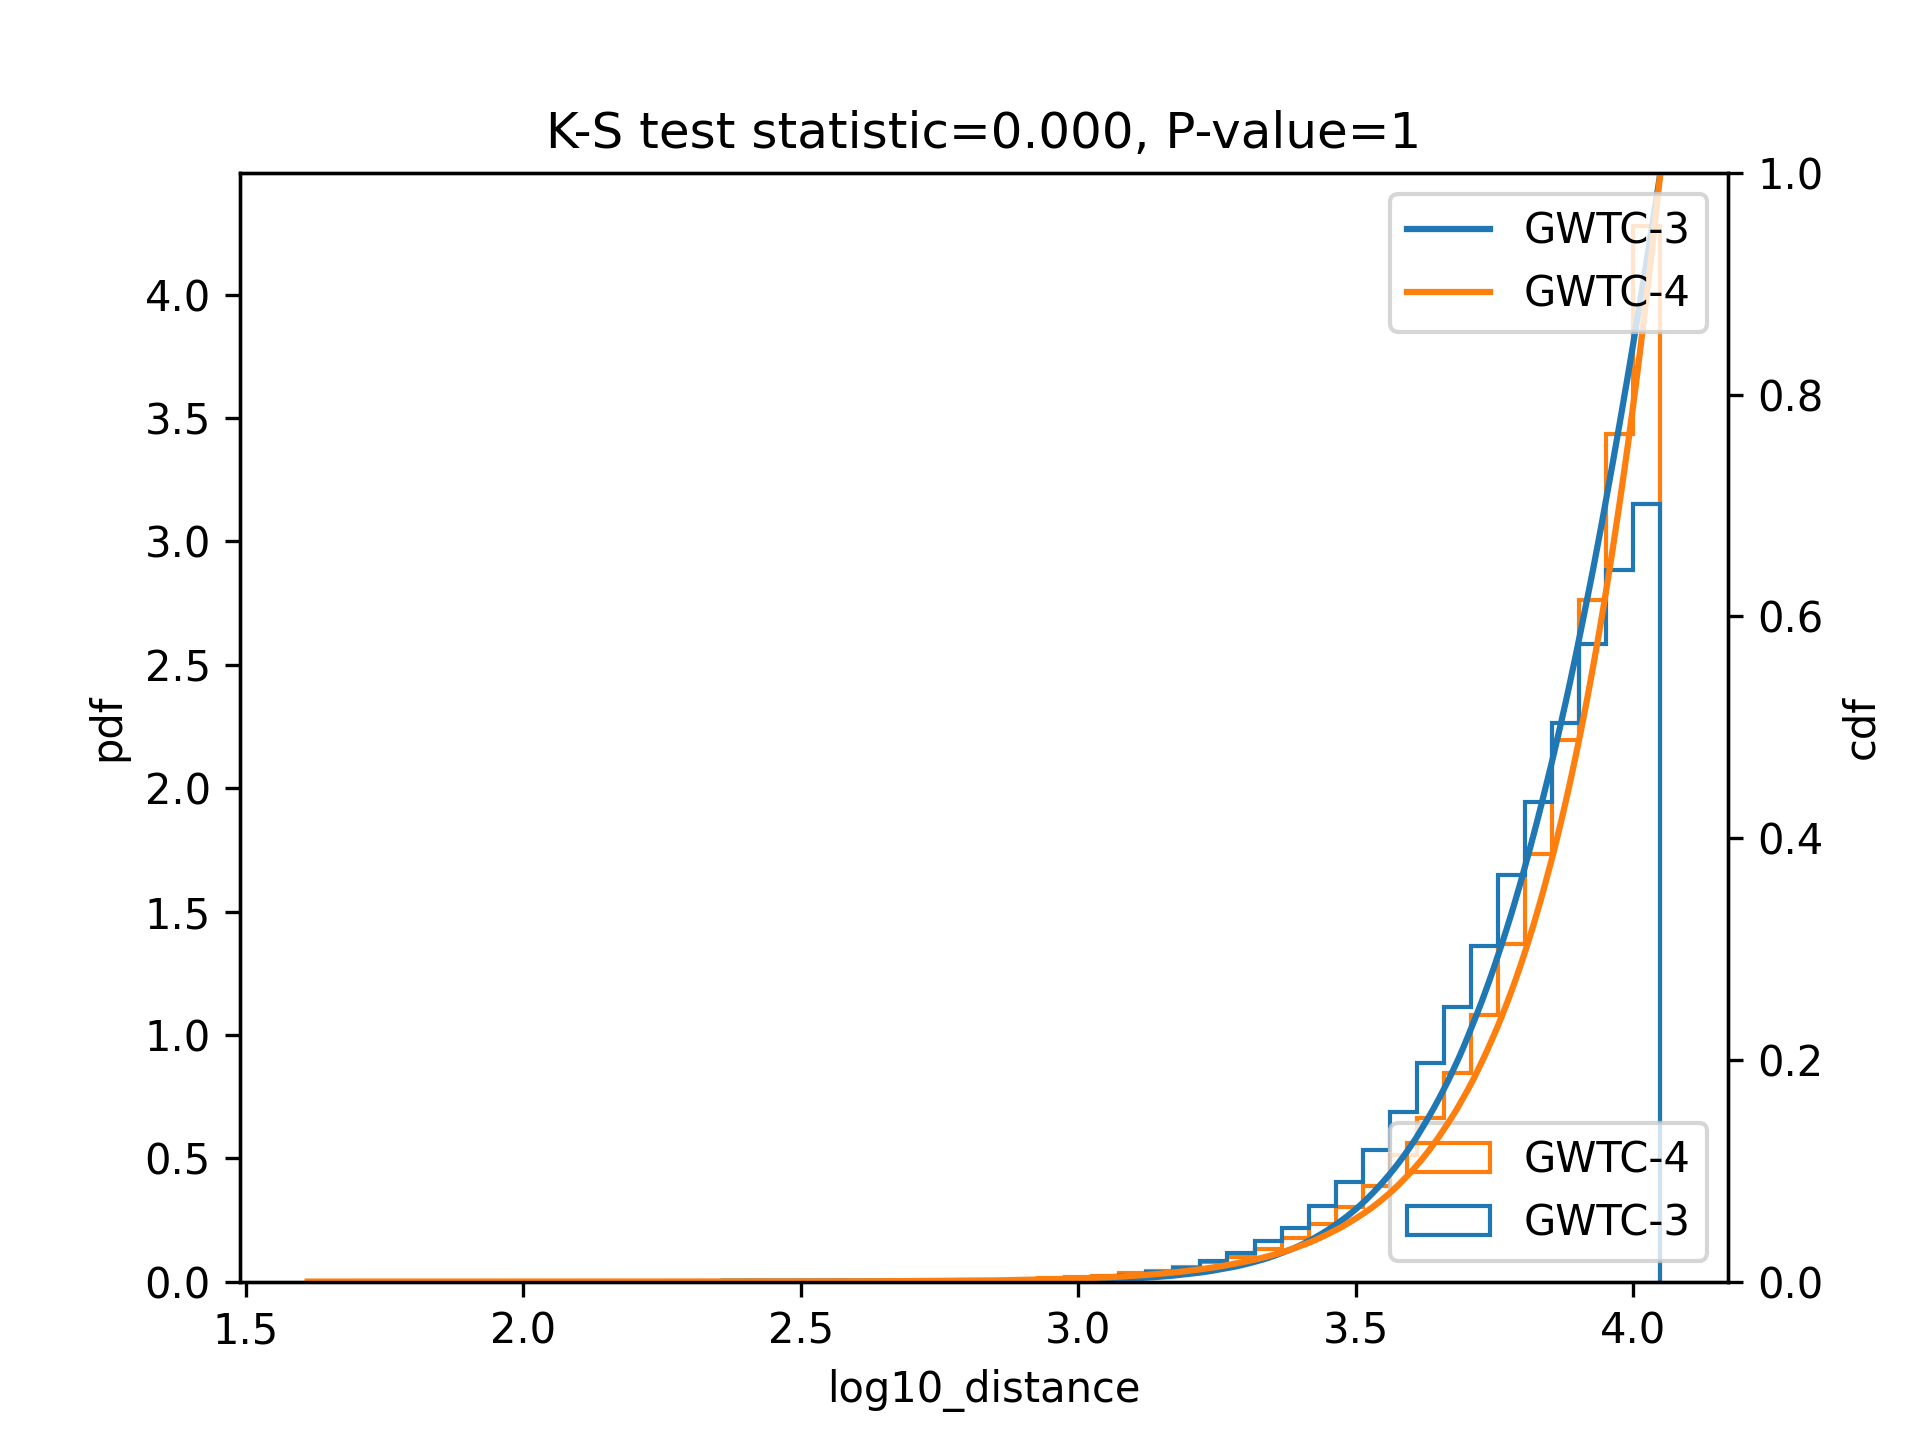 K-S test statistic=0.000, P-value=1
GWTC-3
GWTC-4
4.0
3.5
3.0
2.5
2.0
1.5
1.0
0.5
0.0
pdf
1.0
0.8
0.6
0.4
0.2
0.0
cdf
GWTC-4
GWTC-3
1.5 2.0 2.5 3.0 3.5 4.0
log10_distance